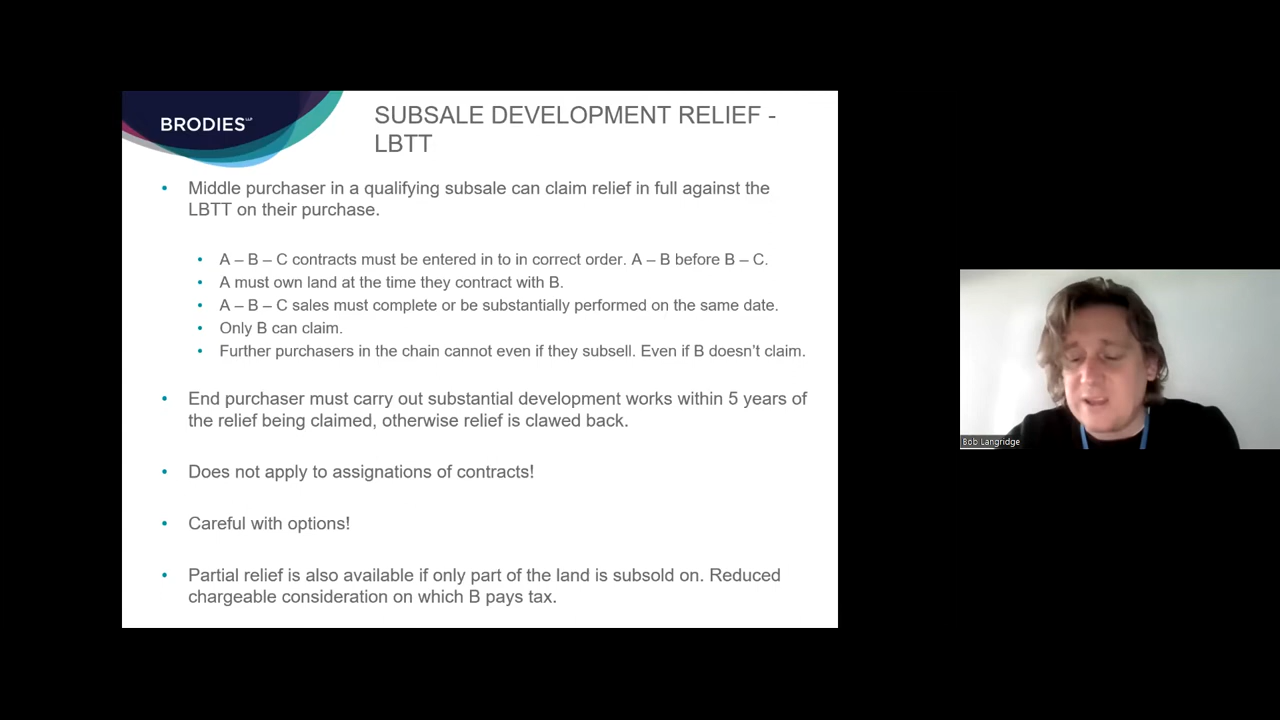 BRODIES LLP
SUBSALE DEVELOPMENT RELIEF -
LBTT
• Middle purchaser in a qualifying subsale can claim relief in full against the
LBTT on their purchase.
• A – B – C contracts must be entered in to in correct order. A – B before B – C.
• A must own land at the time they contract with B.
• A – B – C sales must complete or be substantially performed on the same date.
• Only B can claim.
• Further purchasers in the chain cannot even if they subsell. Even if B doesn’t claim.
• End purchaser must carry out substantial development works within 5 years of
the relief being claimed, otherwise relief is clawed back.
• Does not apply to assignations of contracts!
• Careful with options!
• Partial relief is also available if only part of the land is subsold on. Reduced
chargeable consideration on which B pays tax.
Bob Langridge